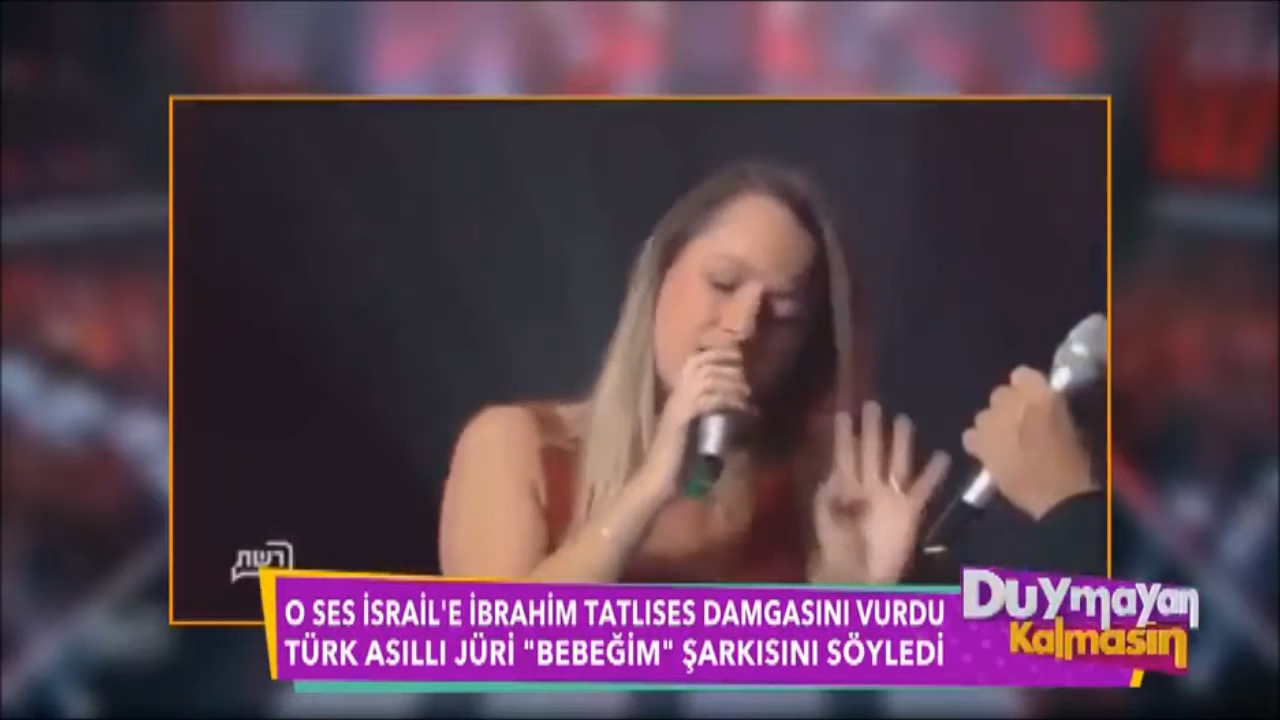 רשת
O SES İSRAİL'E İBRAHİM TATLISES DAMGASINI VURDU
TÜRK ASILLI JÜRİ "BEBEĞİM" ŞARKISINI SÖYLEDİ
Duymayan
Kalmasın